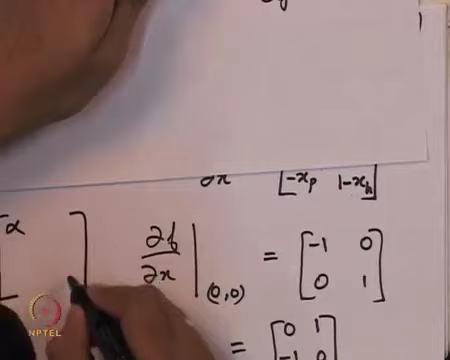 ∂x [-x_p 1-x_h]
[α ] ∂f/∂x |_(0,0) = [-1 0
0 1]
= [0 1
-1 0]
NPTEL